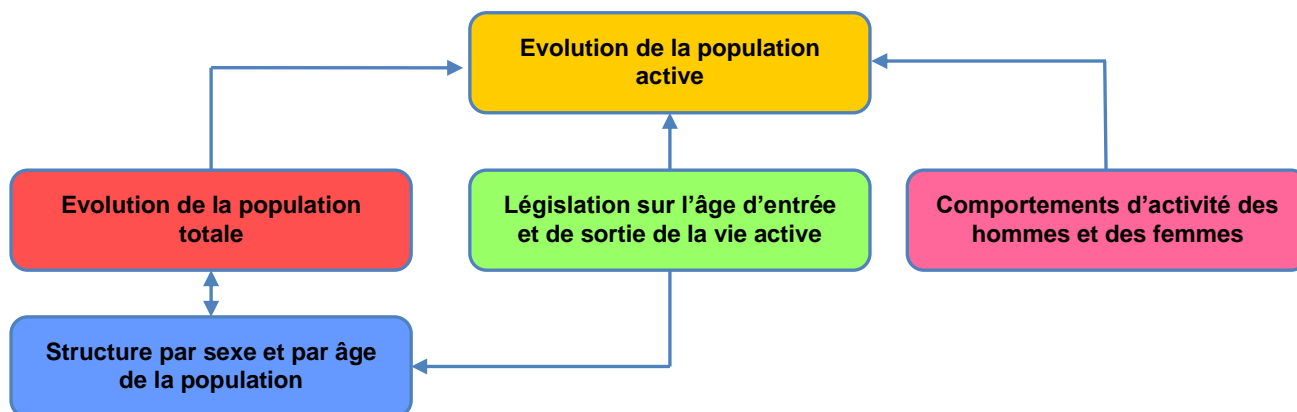 Evolution de la population
active
Evolution de la population
totale
Législation sur l’âge d’entrée
et de sortie de la vie active
Comportements d’activité des
hommes et des femmes
Structure par sexe et par âge
de la population